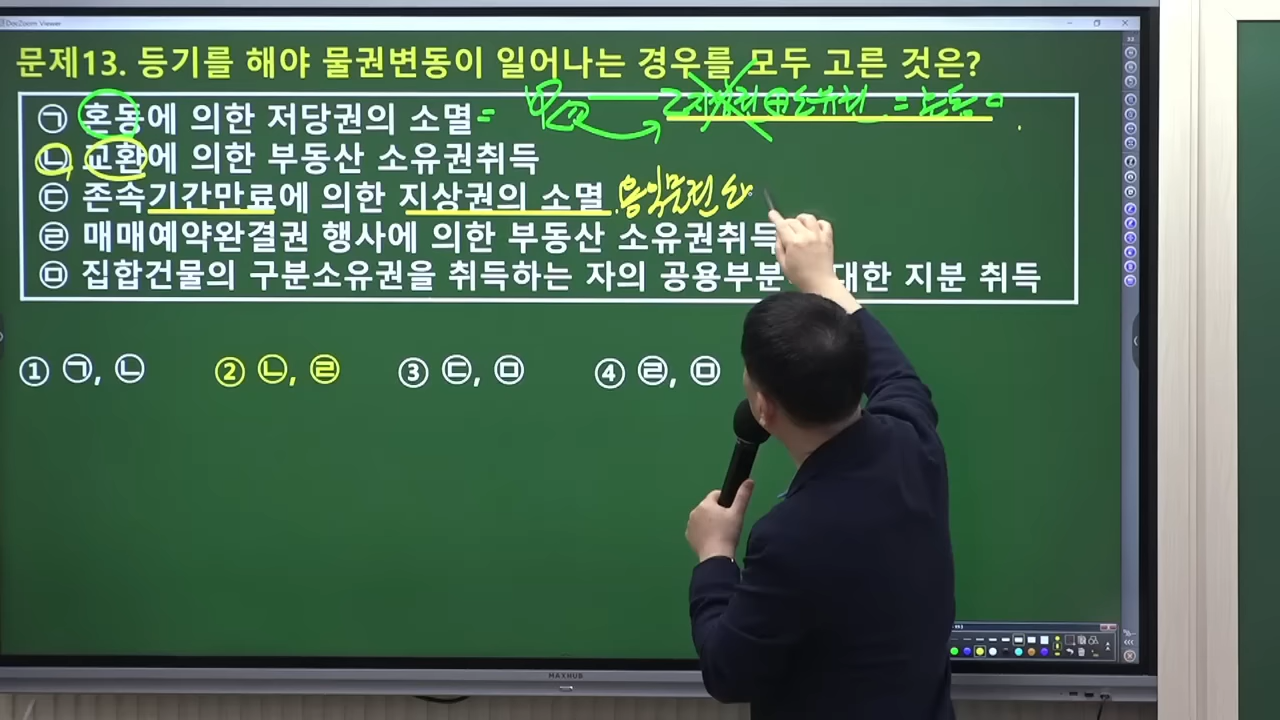 DocZoom Viewer
문제13. 등기를 해야 물권변동이 일어나는 경우를 모두 고른 것은?
㉠ 혼동에 의한 저당권의 소멸
㉡ 교환에 의한 부동산 소유권취득
㉢ 존속기간만료에 의한 지상권의 소멸
㉣ 매매예약완결권 행사에 의한 부동산 소유권취득
㉤ 집합건물의 구분소유권을 취득하는 자의 공용부분 대한 지분 취득
① ㉠, ㉡ ② ㉡, ㉣ ③ ㉢, ㉤ ④ ㉣, ㉤
MAXHUB